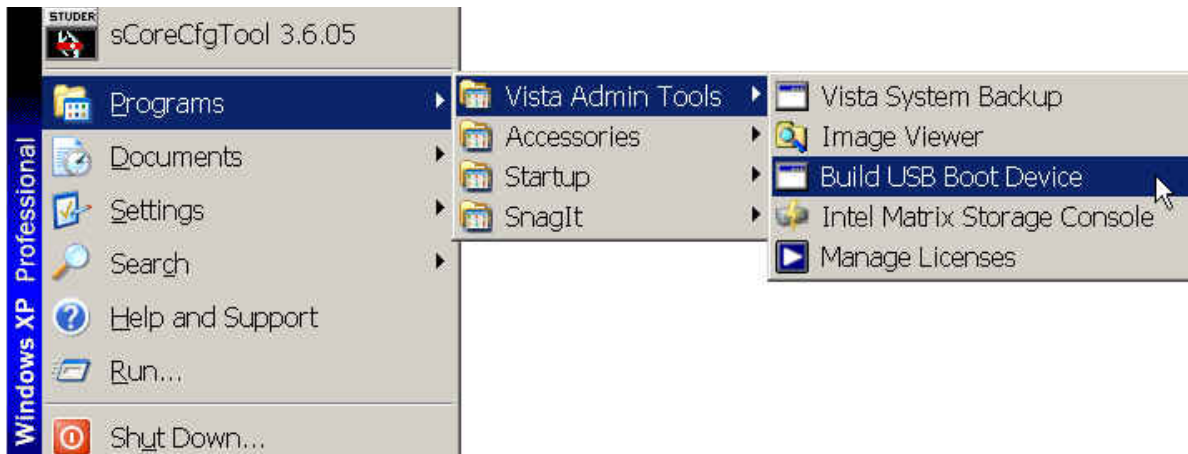 STUDER
sCoreCfgTool 3.6.05
Programs
Documents
Settings
Search
Help and Support
Run...
Shut Down...
Windows XP Professional
Vista Admin Tools
Accessories
Startup
SnagIt
Vista System Backup
Image Viewer
Build USB Boot Device
Intel Matrix Storage Console
Manage Licenses